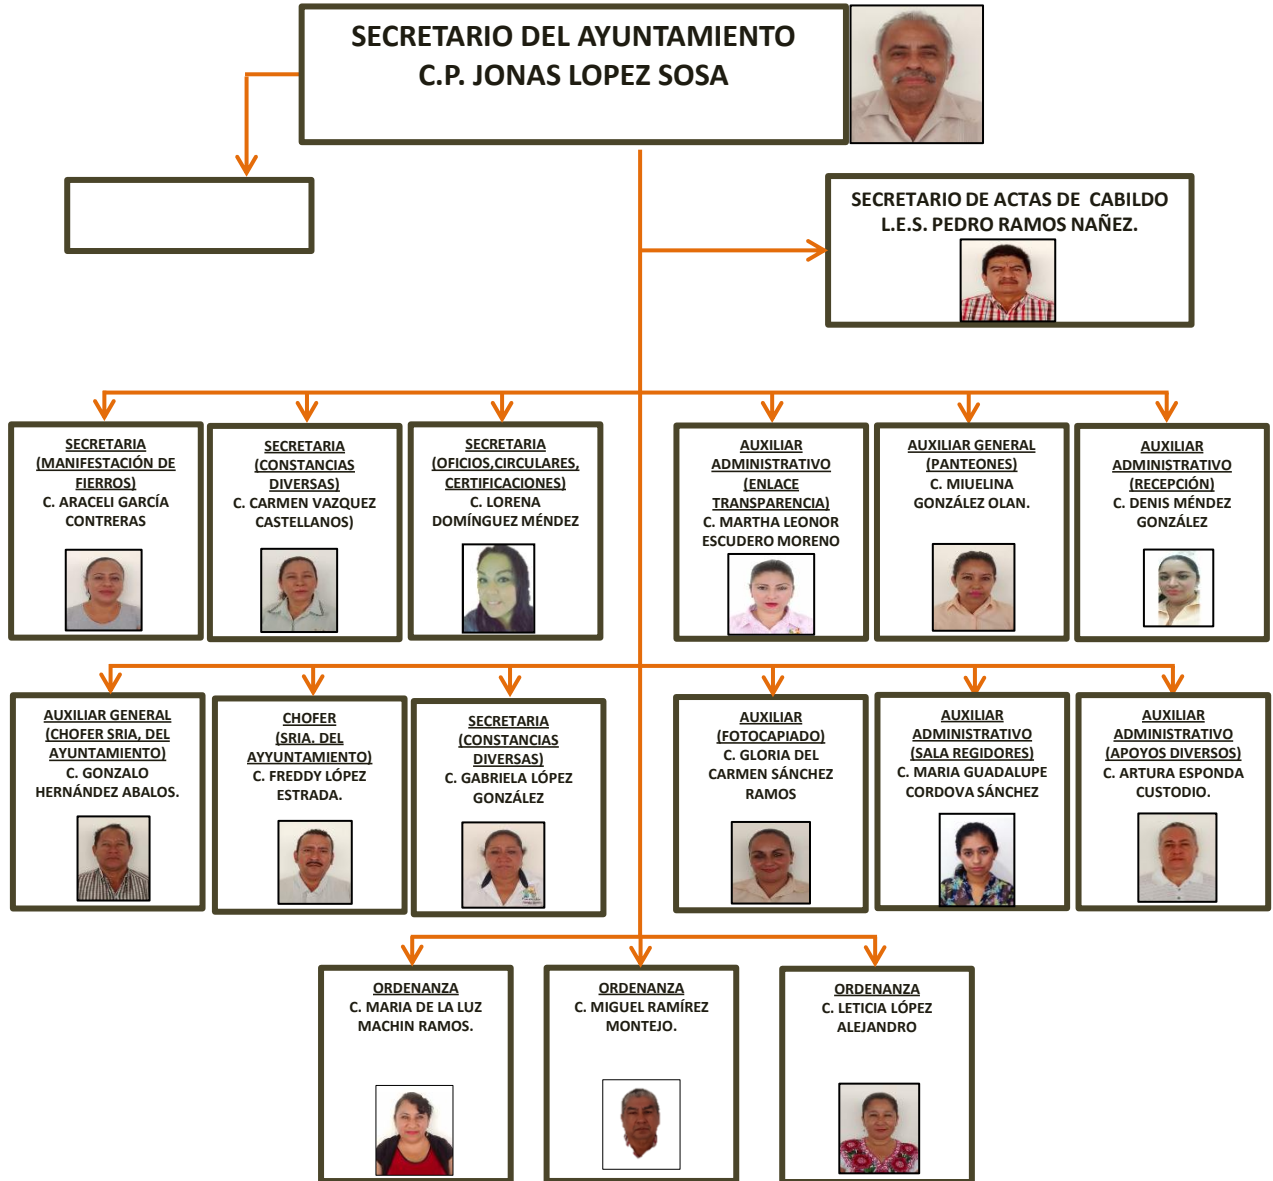 SECRETARIO DEL AYUNTAMIENTO
C.P. JONAS LOPEZ SOSA
SECRETARIO DE ACTAS DE CABILDO
L.E.S. PEDRO RAMOS NAÑEZ.
SECRETARIA
(MANIFESTACIÓN DE
FIERROS)
C. ARACELI GARCÍA
CONTRERAS
SECRETARIA
(CONSTANCIAS
DIVERSAS)
C. CARMEN VAZQUEZ
CASTELLANOS)
SECRETARIA
(OFICIOS,CIRCULARES,
CERTIFICACIONES)
C. LORENA
DOMÍNGUEZ MÉNDEZ
AUXILIAR
ADMINISTRATIVO
(ENLACE
TRANSPARENCIA)
C. MARTHA LEONOR
ESCUDERO MORENO
AUXILIAR GENERAL
(PANTEONES)
C. MIUELINA
GONZÁLEZ OLAN.
AUXILIAR
ADMINISTRATIVO
(RECEPCIÓN)
C. DENIS MÉNDEZ
GONZÁLEZ
AUXILIAR GENERAL
(CHOFER SRIA, DEL
AYUNTAMIENTO)
C. GONZALO
HERNÁNDEZ ABALOS.
CHOFER
(SRIA. DEL
AYYUNTAMIENTO)
C. FREDDY LÓPEZ
ESTRADA.
SECRETARIA
(CONSTANCIAS
DIVERSAS)
C. GABRIELA LÓPEZ
GONZÁLEZ
AUXILIAR
(FOTOCAPIADO)
C. GLORIA DEL
CARMEN SÁNCHEZ
RAMOS
AUXILIAR
ADMINISTRATIVO
(SALA REGIDORES)
C. MARIA GUADALUPE
CORDOVA SÁNCHEZ
AUXILIAR
ADMINISTRATIVO
(APOYOS DIVERSOS)
C. ARTURA ESPONDA
CUSTODIO.
ORDENANZA
C. MARIA DE LA LUZ
MACHIN RAMOS.
ORDENANZA
C. MIGUEL RAMÍREZ
MONTEJO.
ORDENANZA
C. LETICIA LÓPEZ
ALEJANDRO